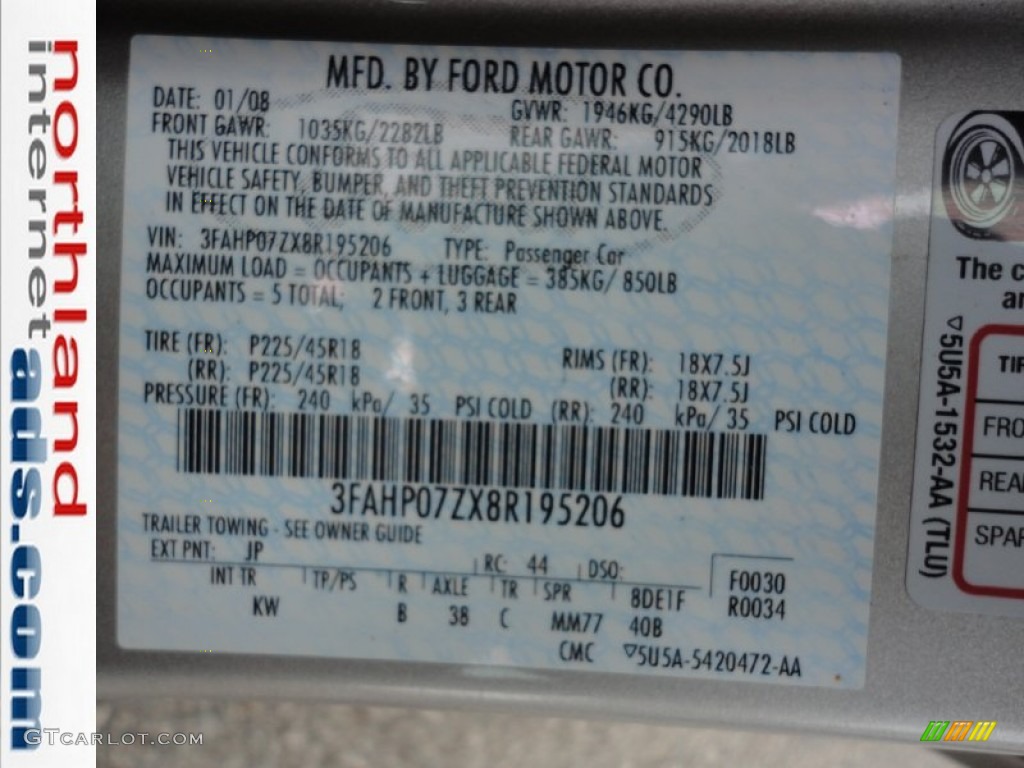 MFD. BY FORD MOTOR CO.
DATE: 01/08 GVWR: 1946KG/4290LB
FRONT GAWR: 1035KG/2282LB REAR GAWR: 915KG/2018LB
THIS VEHICLE CONFORMS TO ALL APPLICABLE FEDERAL MOTOR
VEHICLE SAFETY, BUMPER, AND THEFT PREVENTION STANDARDS
IN EFFECT ON THE DATE OF MANUFACTURE SHOWN ABOVE.
VIN: 3FAHP07ZX8R195206 TYPE: Passenger Car
MAXIMUM LOAD = OCCUPANTS + LUGGAGE = 385KG/ 850LB
OCCUPANTS = 5 TOTAL; 2 FRONT, 3 REAR
TIRE (FR): P225/45R18 RIMS (FR): 18X7.5J
(RR): P225/45R18 (RR): 18X7.5J
PRESSURE (FR): 240 kPa/ 35 PSI COLD (RR): 240 kPa/ 35 PSI COLD
3FAHP07ZX8R195206
TRAILER TOWING - SEE OWNER GUIDE
EXT PNT: JP RC: 44 DSO: F0030
INT TR TP/PS R AXLE TR SPR 8DE1F R0034
KW B 38 C MM77 40B
CMC ▽5U5A-5420472-AA
The c
an
TIF
FRO
REA
SPAR
▽5U5A-1532-AA (TLU)
northland
internet ads.com
GTcarlot.com